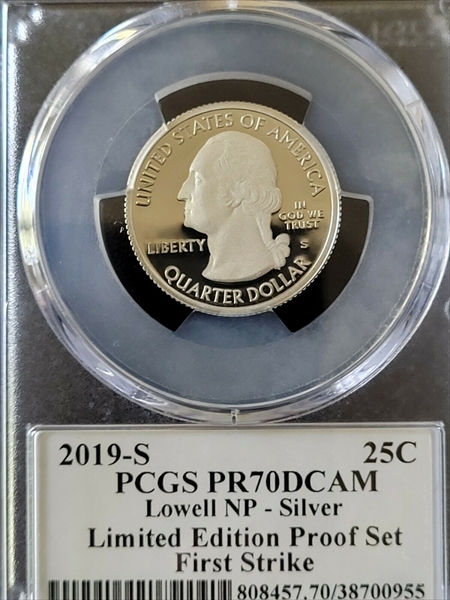 UNITED STATES OF AMERICA
IN
GOD WE
TRUST
LIBERTY
S
QUARTER DOLLAR
2019-S 25C
PCGS PR70DCAM
Lowell NP - Silver
Limited Edition Proof Set
First Strike
808457.70/38700955